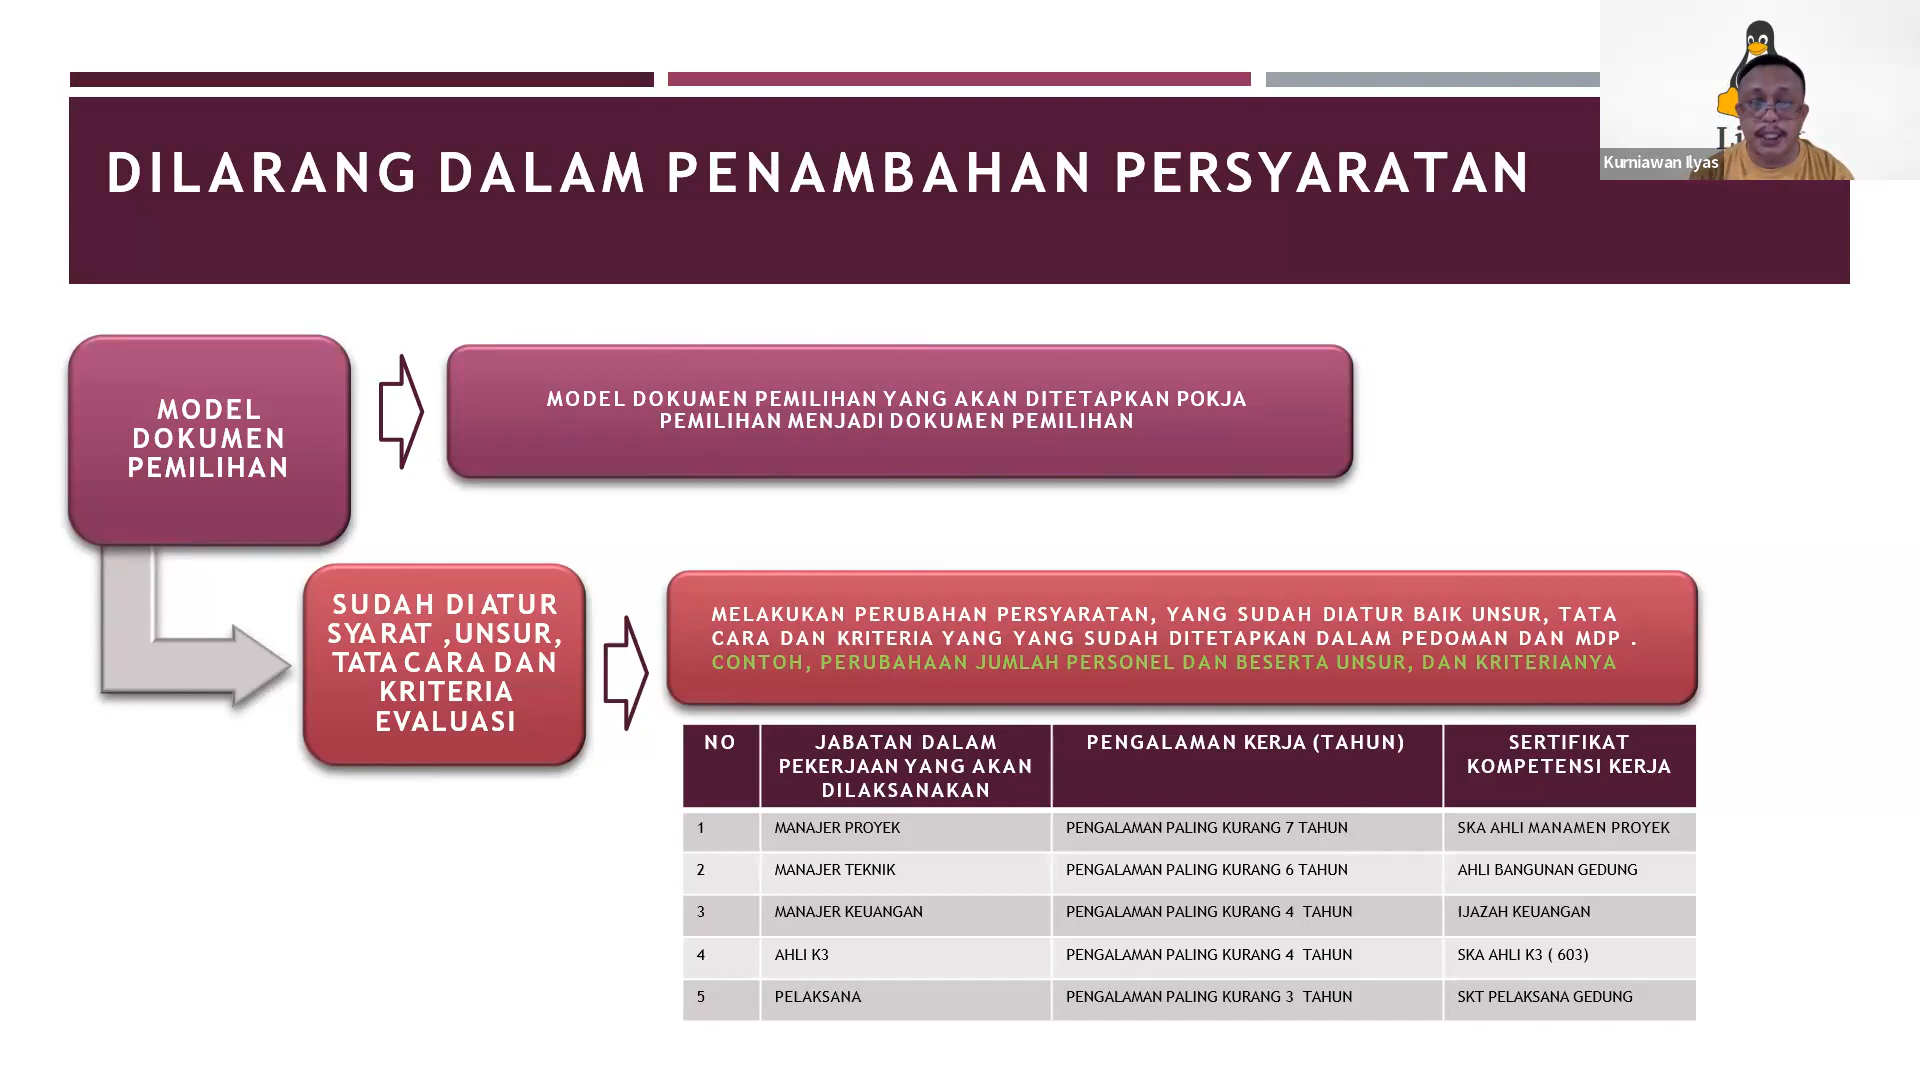 DILARANG DALAM PENAMBAHAN PERSYARATAN
Kurniawan Ilyas
MODEL
DOKUMEN
PEMILIHAN
MODEL DOKUMEN PEMILIHAN YANG AKAN DITETAPKAN POKJA
PEMILIHAN MENJADI DOKUMEN PEMILIHAN
SUDAH DI ATUR
SYARAT ,UNSUR,
TATA CARA DAN
KRITERIA
EVALUASI
MELAKUKAN PERUBAHAN PERSYARATAN, YANG SUDAH DIATUR BAIK UNSUR, TATA
CARA DAN KRITERIA YANG YANG SUDAH DITETAPKAN DALAM PEDOMAN DAN MDP .
CONTOH, PERUBAHAAN JUMLAH PERSONEL DAN BESERTA UNSUR, DAN KRITERIANYA
NO
JABATAN DALAM
PEKERJAAN YANG AKAN
DILAKSANAKAN
PENGALAMAN KERJA (TAHUN)
SERTIFIKAT
KOMPETENSI KERJA
1 MANAJER PROYEK PENGALAMAN PALING KURANG 7 TAHUN SKA AHLI MANAMEN PROYEK
2 MANAJER TEKNIK PENGALAMAN PALING KURANG 6 TAHUN AHLI BANGUNAN GEDUNG
3 MANAJER KEUANGAN PENGALAMAN PALING KURANG 4 TAHUN IJAZAH KEUANGAN
4 AHLI K3 PENGALAMAN PALING KURANG 4 TAHUN SKA AHLI K3 ( 603)
5 PELAKSANA PENGALAMAN PALING KURANG 3 TAHUN SKT PELAKSANA GEDUNG